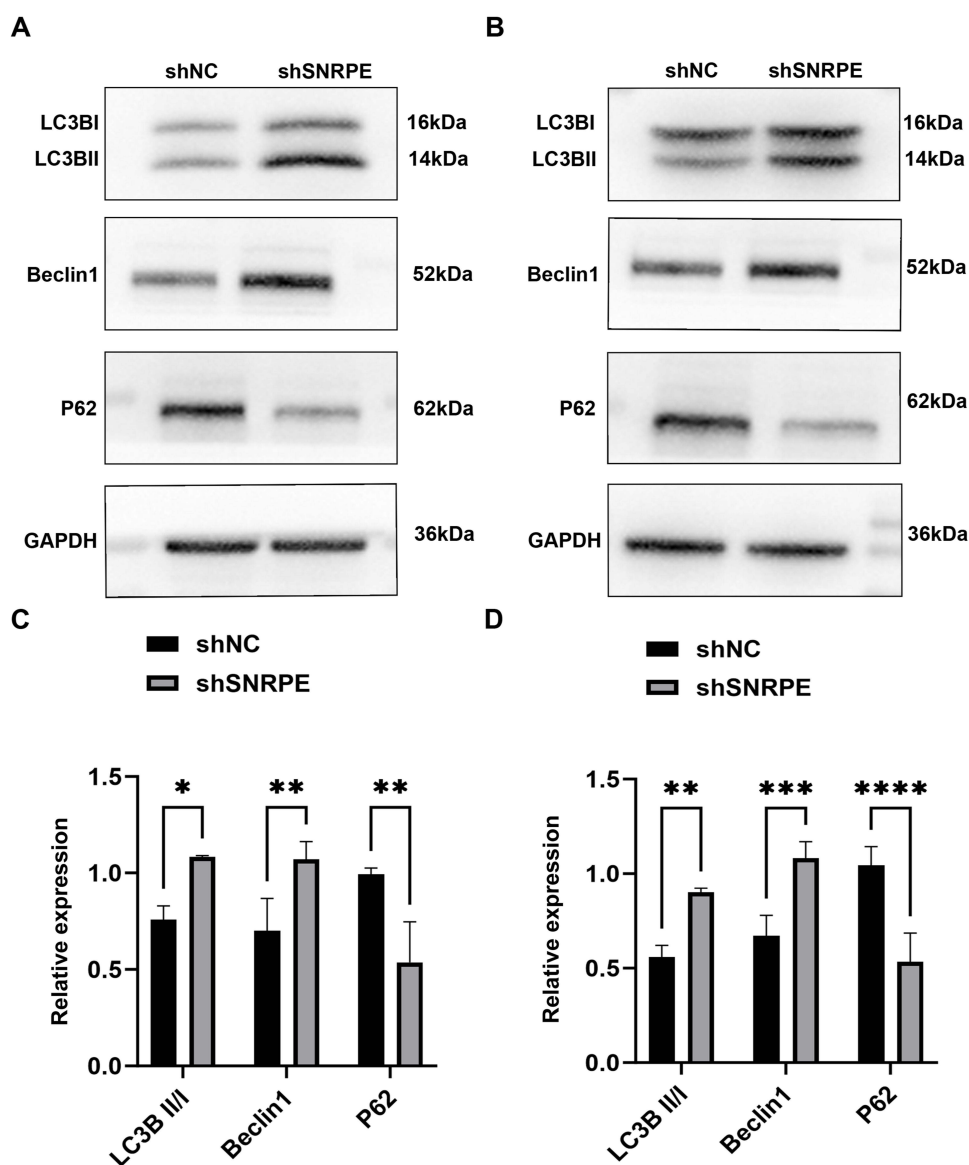 A
shNC shSNRPE
LC3BI 16kDa
LC3BII 14kDa
Beclin1 52kDa
P62 62kDa
GAPDH 36kDa
B
shNC shSNRPE
LC3BI 16kDa
LC3BII 14kDa
Beclin1 52kDa
P62 62kDa
GAPDH 36kDa
C
shNC
shSNRPE
Relative expression
1.5
1.0
0.5
0.0
* ** **
LC3B II/I Beclin1 P62
D
shNC
shSNRPE
Relative expression
1.5
1.0
0.5
0.0
** *** ****
LC3B II/I Beclin1 P62